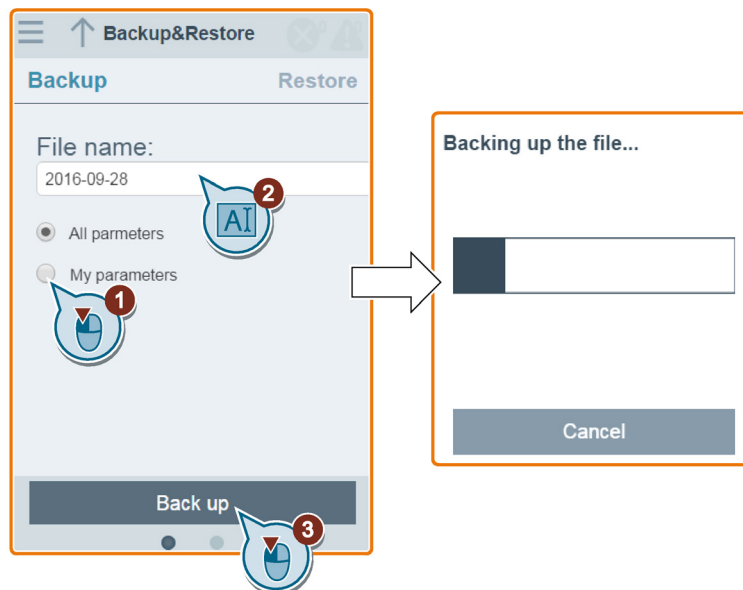 Backup&Restore
Backup
Restore
File name:
2016-09-28
2
AI
All parmeters
My parameters
1
Back up
3
Backing up the file...
Cancel